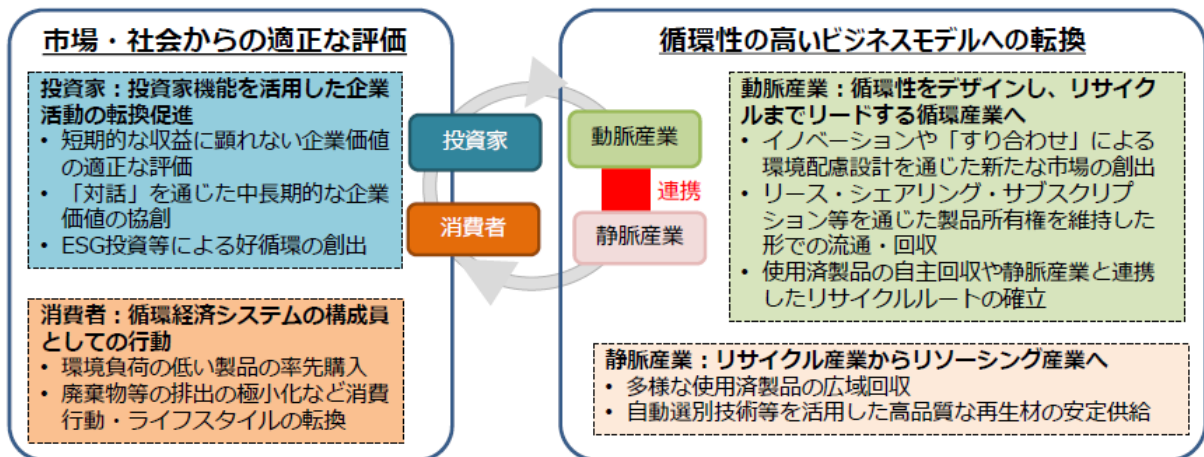 市場・社会からの適正な評価
投資家：投資家機能を活用した企業
活動の転換促進
• 短期的な収益に顕れない企業価値
の適正な評価
• 「対話」を通じた中長期的な企業
価値の協創
• ESG投資等による好循環の創出
消費者：循環経済システムの構成員
としての行動
• 環境負荷の低い製品の率先購入
• 廃棄物等の排出の極小化など消費
行動・ライフスタイルの転換
投資家
消費者
循環性の高いビジネスモデルへの転換
動脈産業
連携
静脈産業
動脈産業：循環性をデザインし、リサイク
ルまでリードする循環産業へ
• イノベーションや「すり合わせ」による
環境配慮設計を通じた新たな市場の創出
• リース・シェアリング・サブスクリプ
ション等を通じた製品所有権を維持した
形での流通・回収
• 使用済製品の自主回収や静脈産業と連携
したリサイクルルートの確立
静脈産業：リサイクル産業からリソーシング産業へ
• 多様な使用済製品の広域回収
• 自動選別技術等を活用した高品質な再生材の安定供給